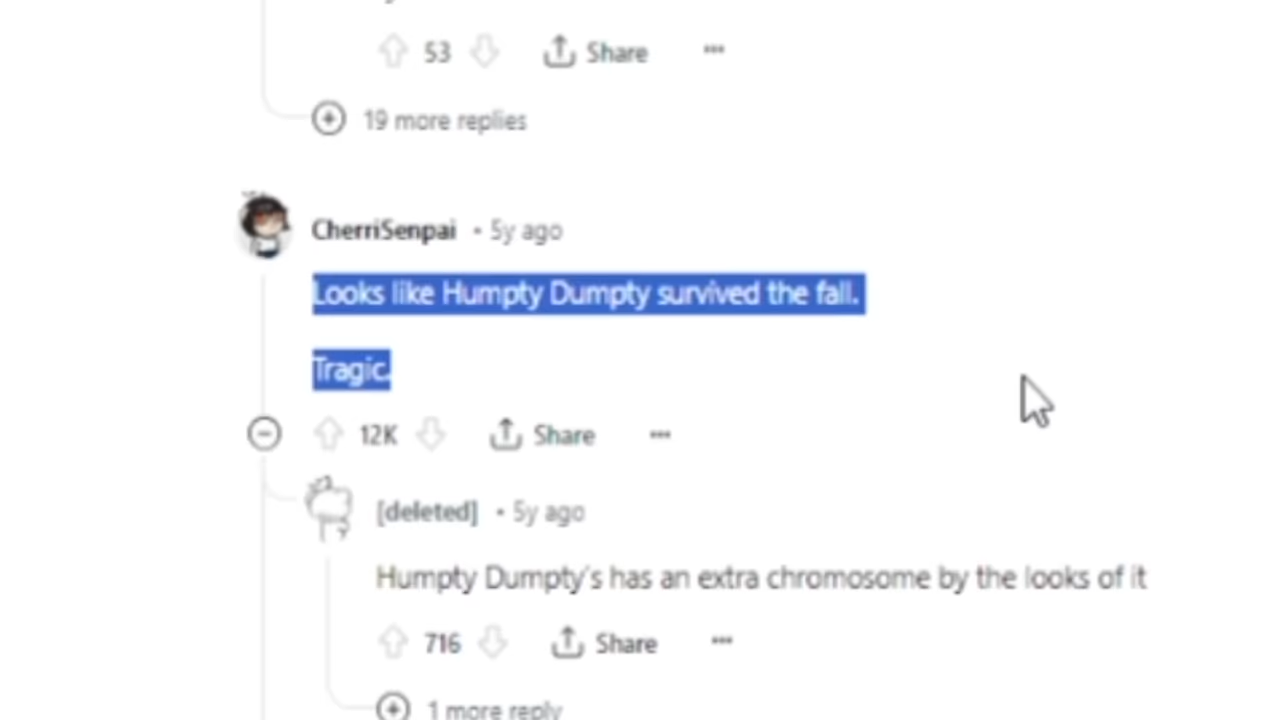 53 Share
19 more replies
CherriSenpai • 5y ago
Looks like Humpty Dumpty survived the fall.
Tragic.
12K Share
[deleted] • 5y ago
Humpty Dumpty's has an extra chromosome by the looks of it
716 Share
1 more reply